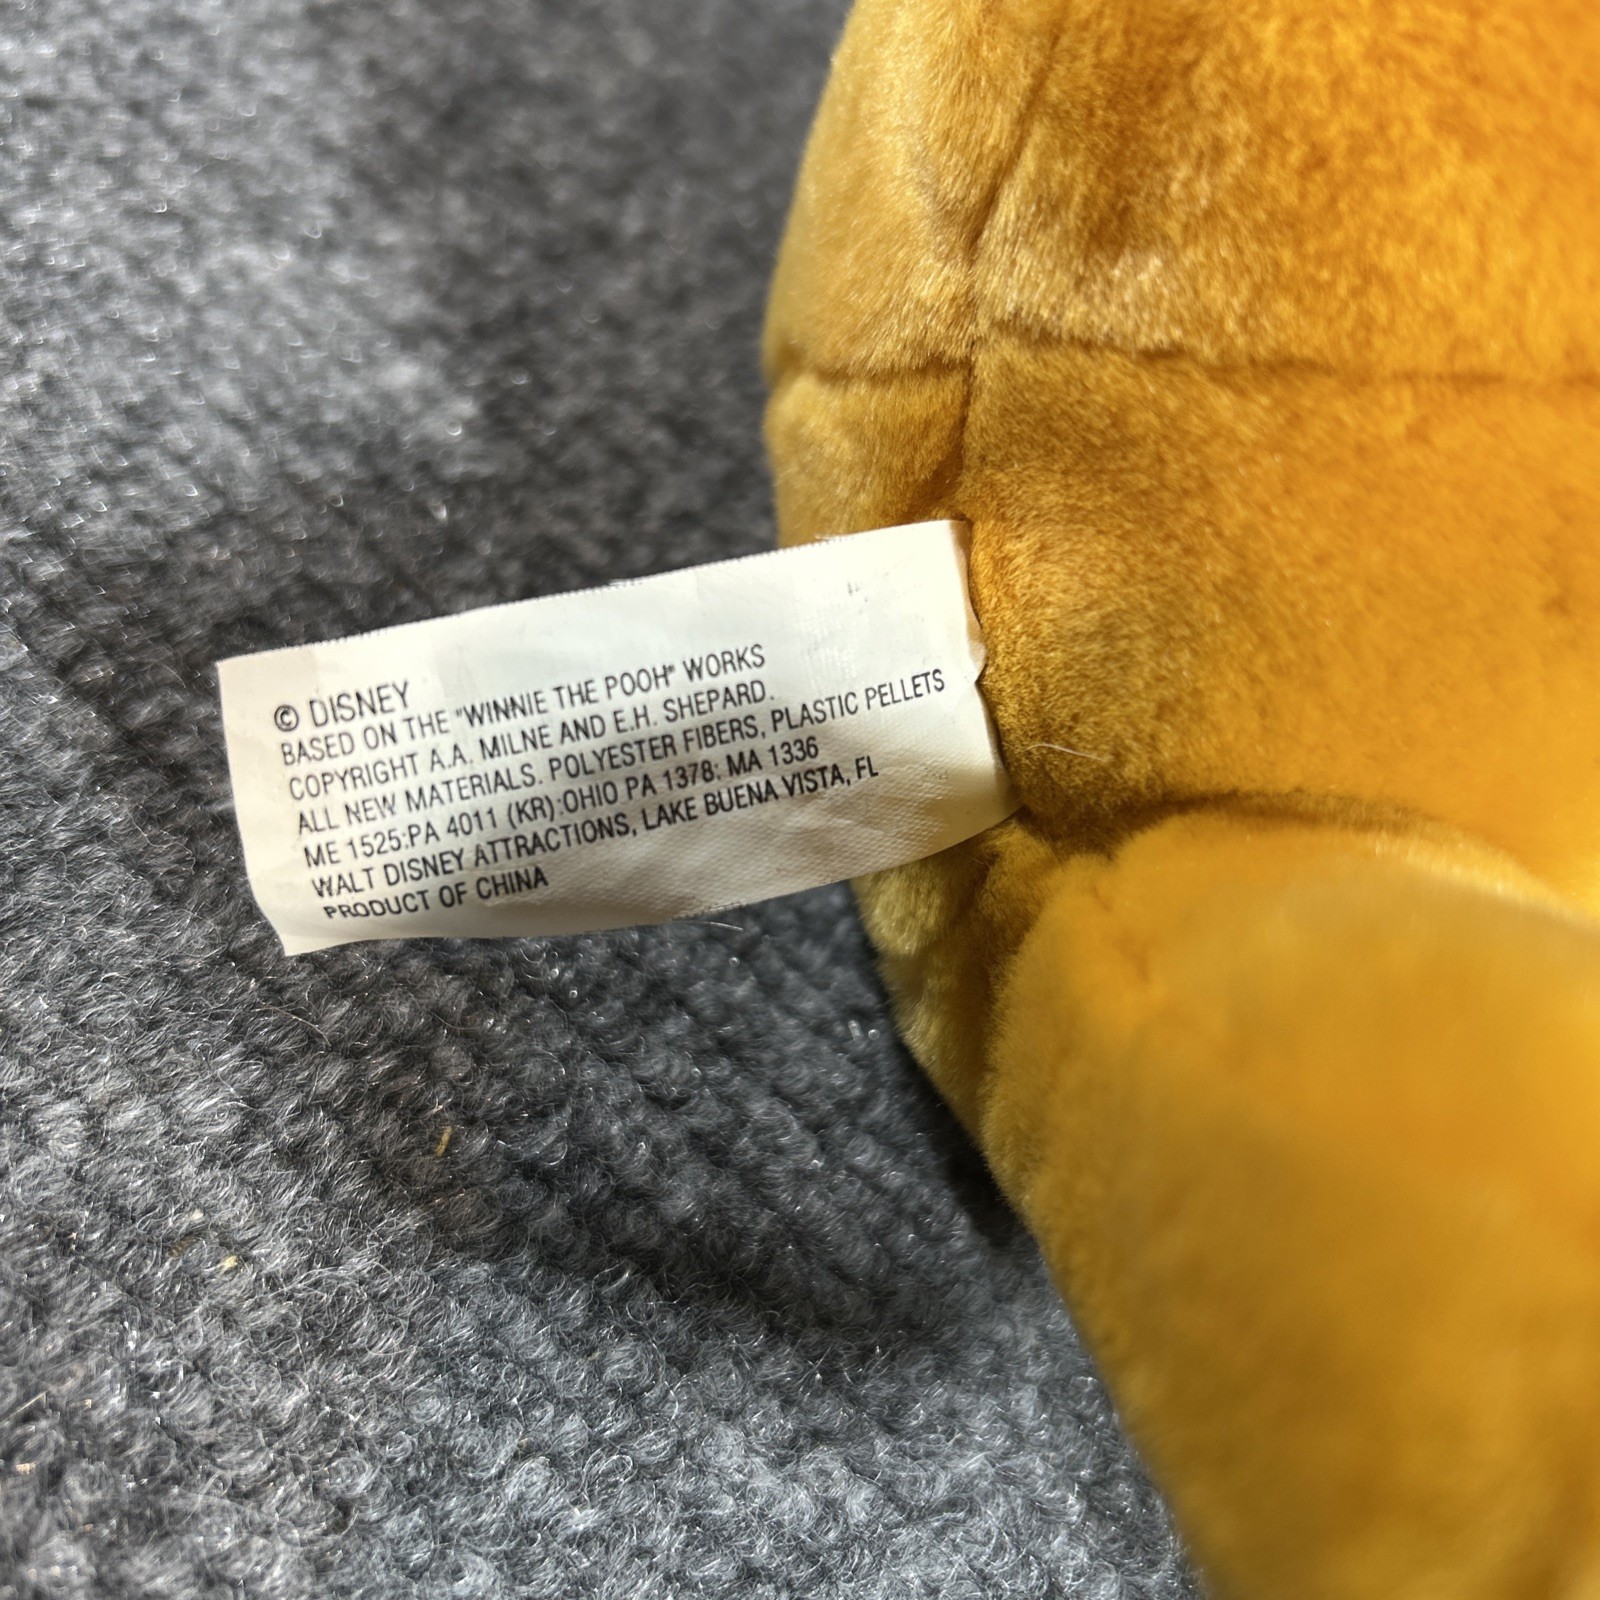 © DISNEY
BASED ON THE "WINNIE THE POOH" WORKS
COPYRIGHT A.A. MILNE AND E.H. SHEPARD.
ALL NEW MATERIALS. POLYESTER FIBERS, PLASTIC PELLETS
ME 1525:PA 4011 (KR):OHIO PA 1378: MA 1336
WALT DISNEY ATTRACTIONS, LAKE BUENA VISTA, FL
PRODUCT OF CHINA